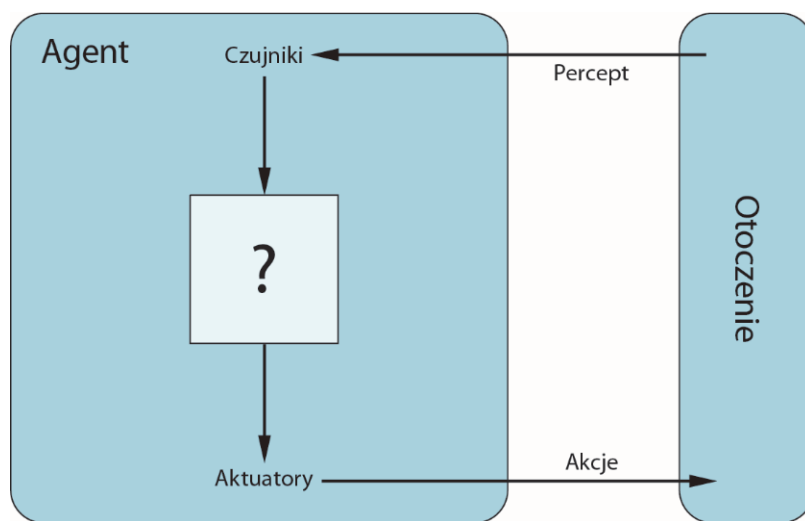 Agent
Czujniki
Percept
?
Otoczenie
Aktuatory
Akcje